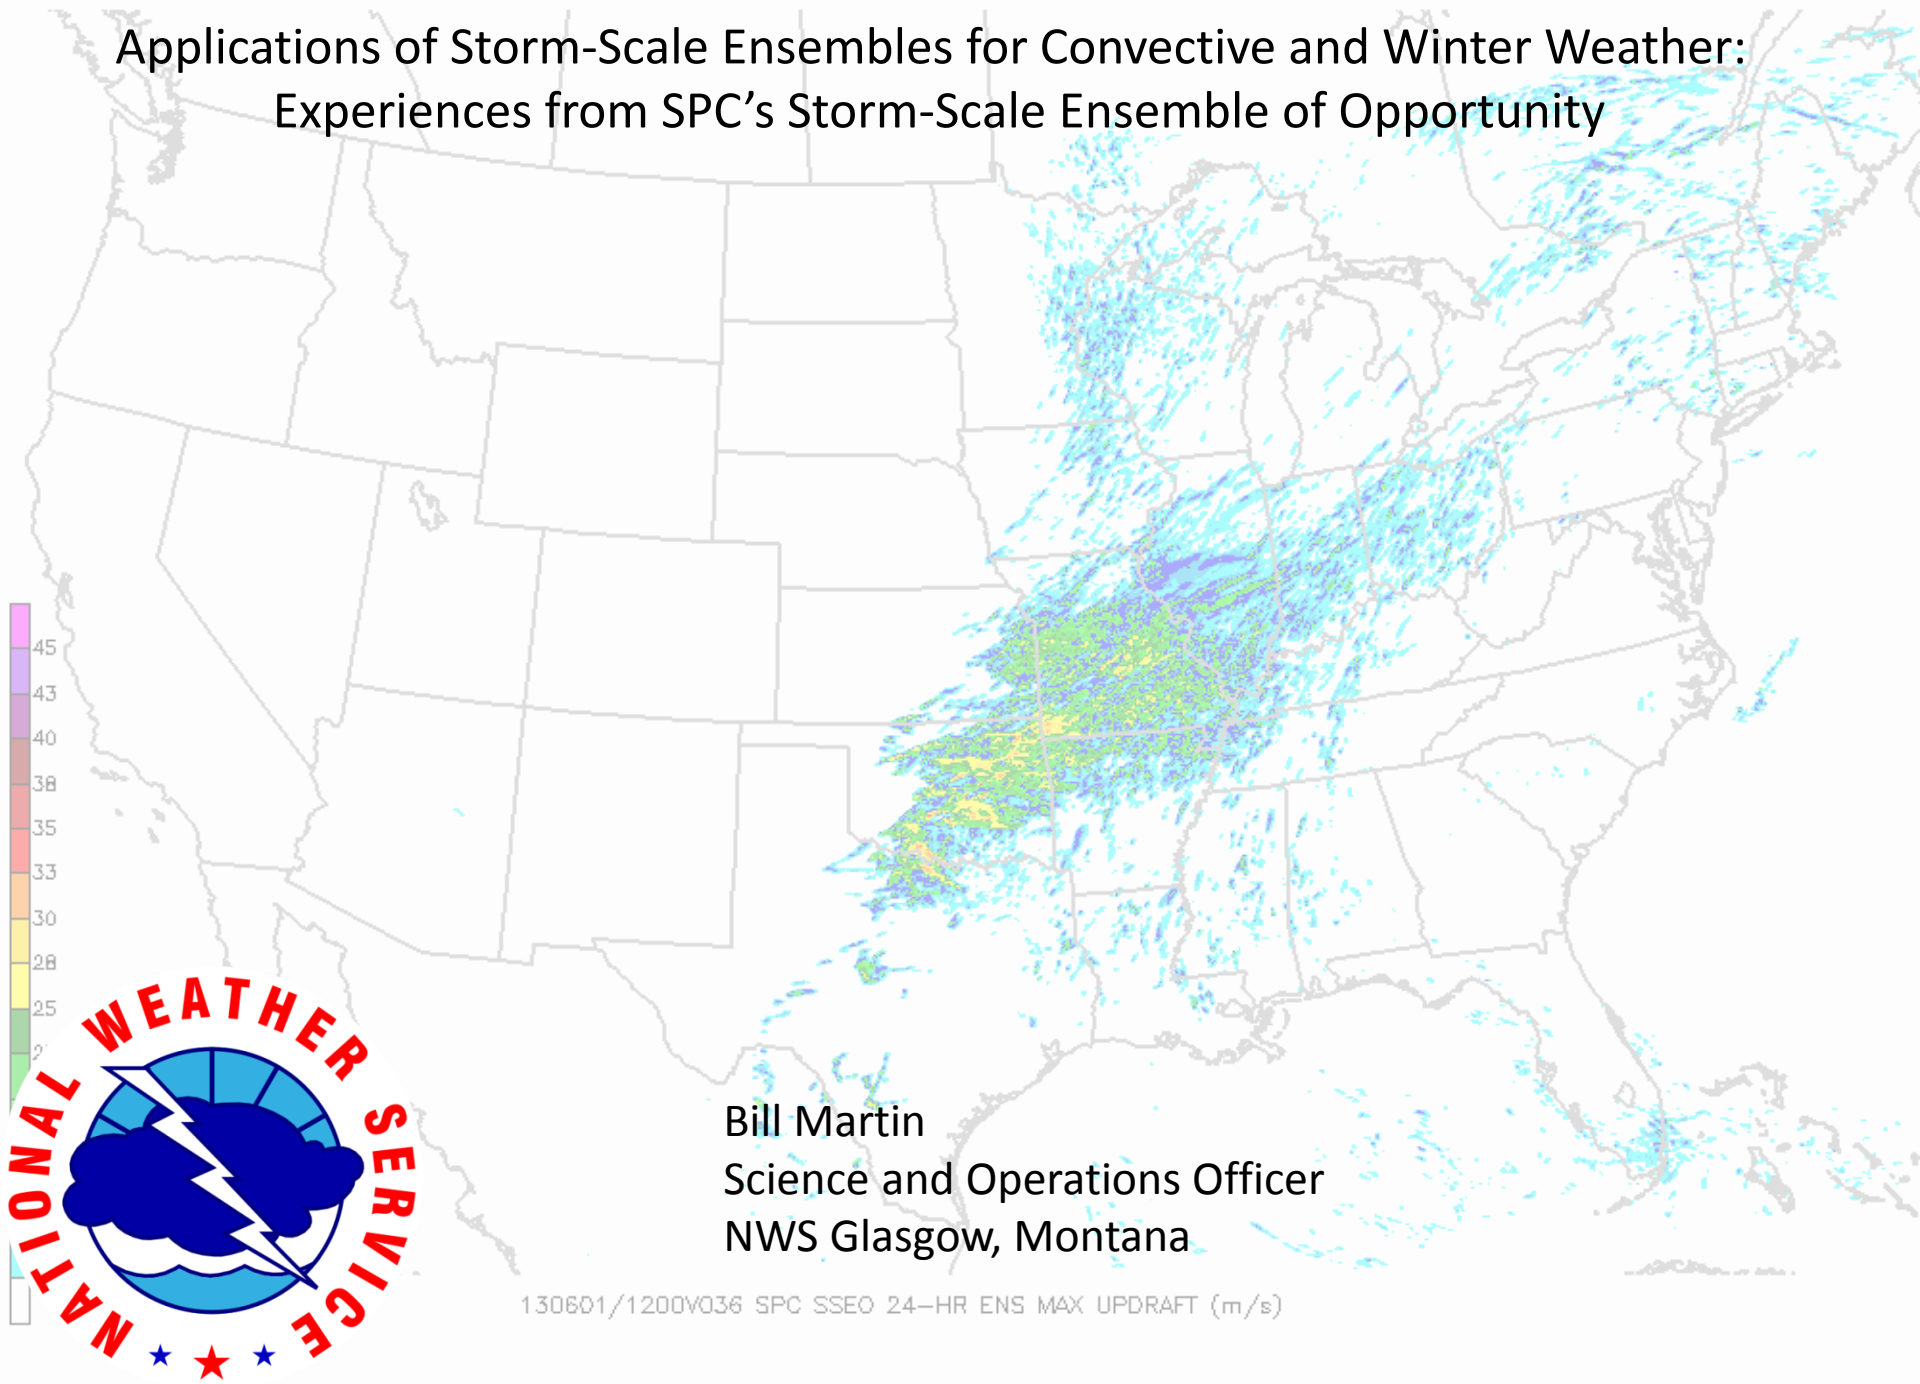 Applications of Storm-Scale Ensembles for Convective and Winter Weather:
Experiences from SPC’s Storm-Scale Ensemble of Opportunity
45
43
40
38
35
33
30
28
25
NATIONAL WEATHER SERVICE
Bill Martin
Science and Operations Officer
NWS Glasgow, Montana
130601/1200V036 SPC SSEO 24-HR ENS MAX UPDRAFT (m/s)